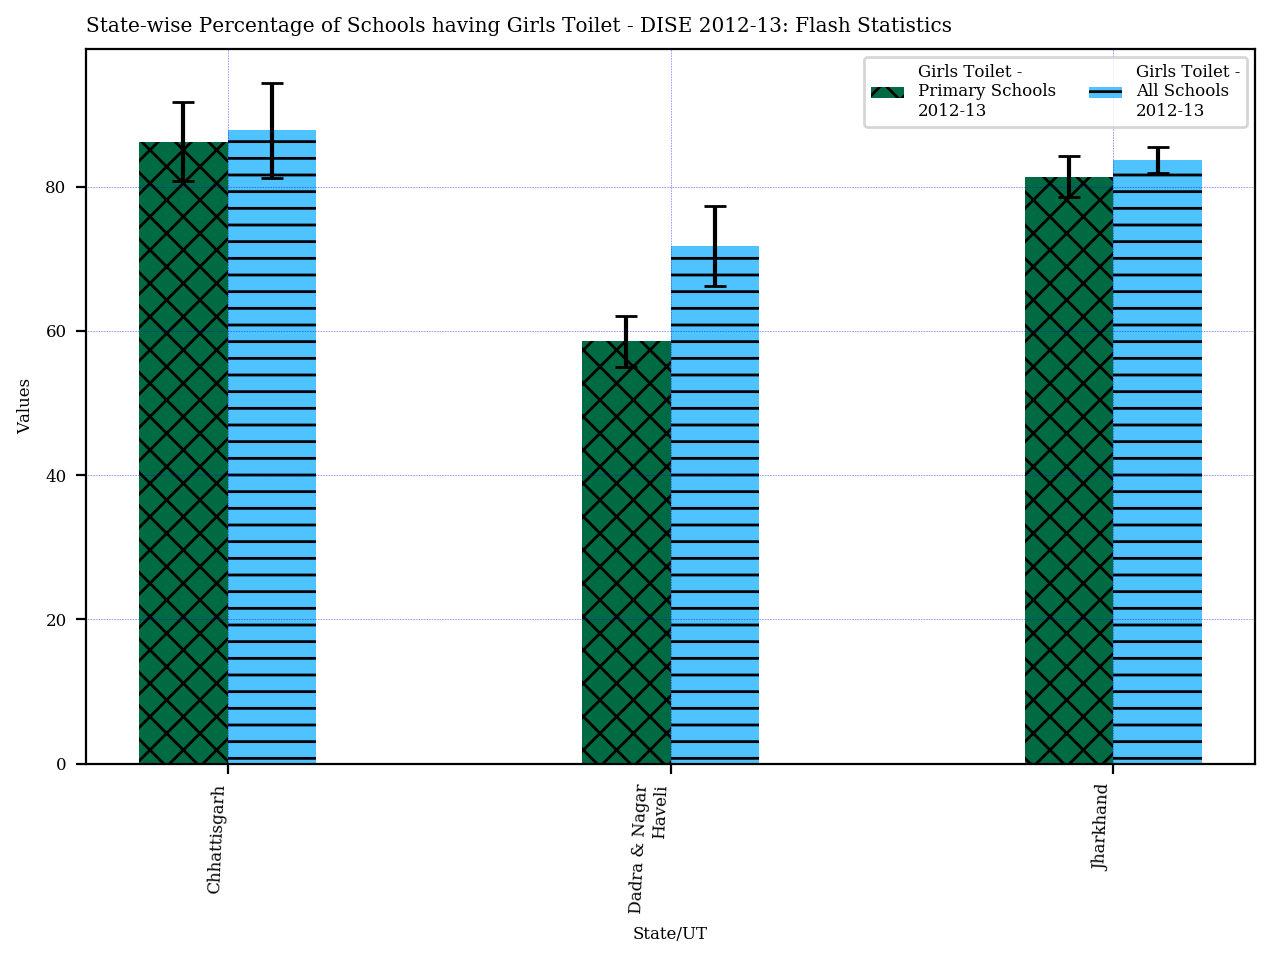 State-wise Percentage of Schools having Girls Toilet - DISE 2012-13: Flash Statistics
Girls Toilet -
Primary Schools
2012-13
Girls Toilet -
All Schools
2012-13
Values
80
60
40
20
0
Chhattisgarh
Dadra & Nagar
Haveli
Jharkhand
State/UT